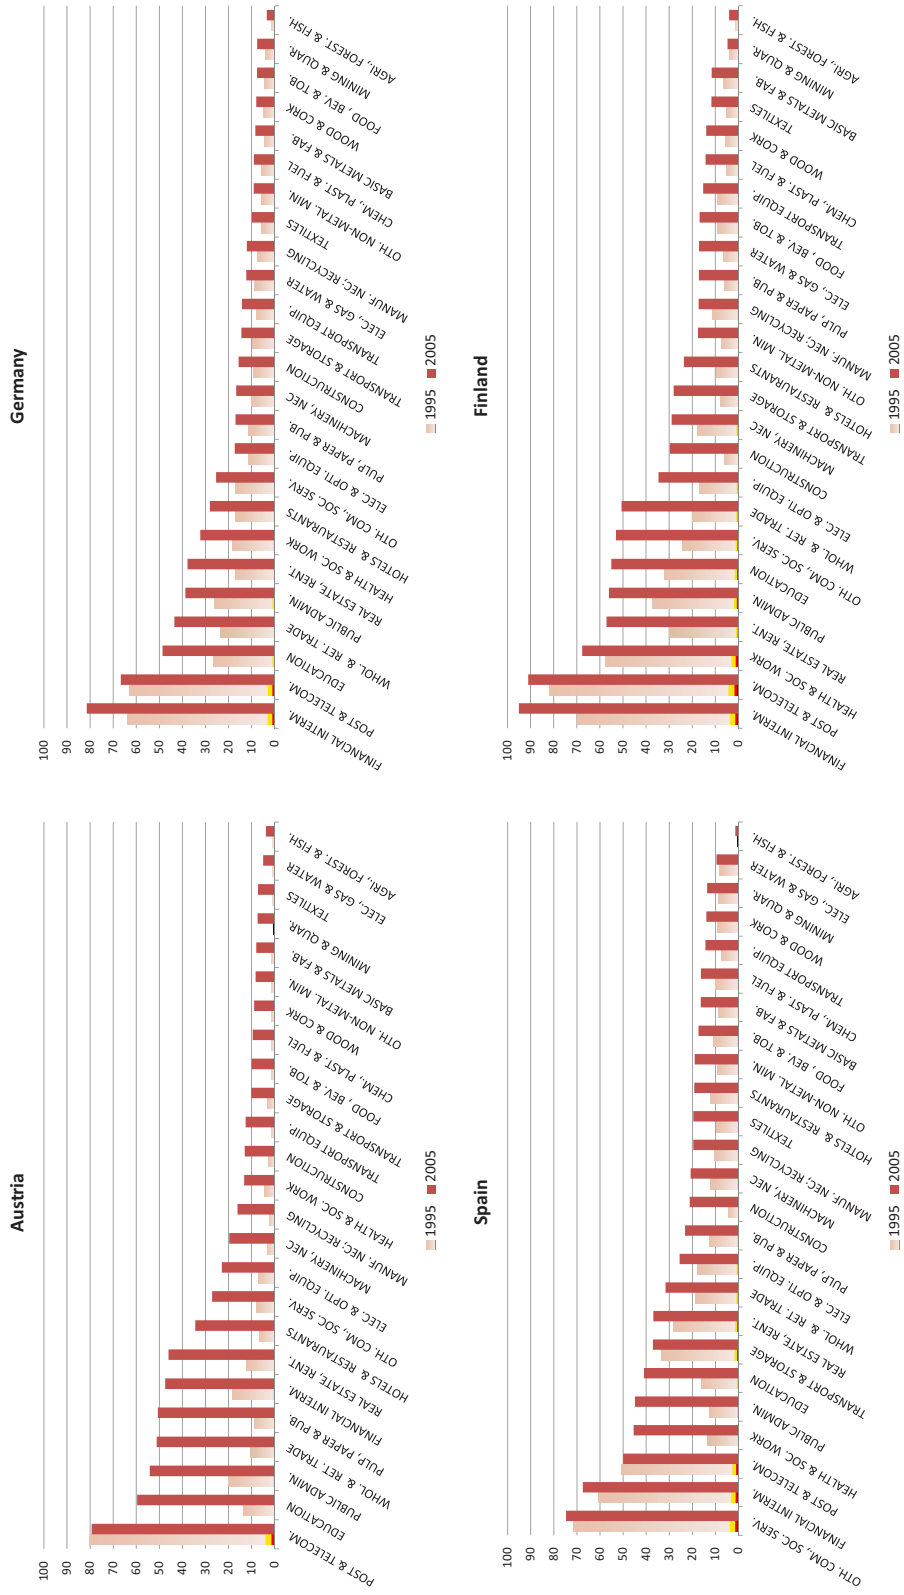 Austria
100
90
80
70
60
50
40
30
20
10
0
POST & TELECOM.
EDUCATION
PUBLIC ADMIN.
WHOL. & RET. TRADE
PULP, PAPER & PUB.
FINANCIAL INTERM.
REAL ESTATE, RENT.
HOTELS & RESTAURANTS
OTH. COM., SOC. SERV.
ELEC. & OPTI. EQUIP.
MACHINERY, NEC
MANUF. NEC; RECYCLING
HEALTH & SOC. WORK
CONSTRUCTION
TRANSPORT EQUIP.
TRANSPORT & STORAGE
FOOD , BEV. & TOB.
CHEM., PLAST. & FUEL
WOOD & CORK
OTH. NON-METAL. MIN.
BASIC METALS & FAB.
MINING & QUAR.
TEXTILES
ELEC., GAS & WATER
AGRI., FOREST. & FISH.
1995 2005
Germany
100
90
80
70
60
50
40
30
20
10
0
FINANCIAL INTERM.
POST & TELECOM.
EDUCATION
WHOL. & RET. TRADE
PUBLIC ADMIN.
REAL ESTATE, RENT.
HEALTH & SOC. WORK
HOTELS & RESTAURANTS
OTH. COM., SOC. SERV.
ELEC. & OPTI. EQUIP.
PULP, PAPER & PUB.
MACHINERY, NEC
CONSTRUCTION
TRANSPORT & STORAGE
TRANSPORT EQUIP.
ELEC., GAS & WATER
MANUF. NEC; RECYCLING
TEXTILES
OTH. NON-METAL. MIN.
CHEM., PLAST. & FUEL
BASIC METALS & FAB.
WOOD & CORK
FOOD , BEV. & TOB.
MINING & QUAR.
AGRI., FOREST. & FISH.
1995 2005
Spain
100
90
80
70
60
50
40
30
20
10
0
OTH. COM., SOC. SERV.
FINANCIAL INTERM.
POST & TELECOM.
HEALTH & SOC. WORK
PUBLIC ADMIN.
EDUCATION
TRANSPORT & STORAGE
REAL ESTATE, RENT.
WHOL. & RET. TRADE
ELEC. & OPTI. EQUIP.
PULP, PAPER & PUB.
CONSTRUCTION
MACHINERY, NEC
MANUF. NEC; RECYCLING
TEXTILES
HOTELS & RESTAURANTS
OTH. NON-METAL. MIN.
FOOD , BEV. & TOB.
BASIC METALS & FAB.
CHEM., PLAST. & FUEL
TRANSPORT EQUIP.
WOOD & CORK
MINING & QUAR.
ELEC., GAS & WATER
AGRI., FOREST. & FISH.
1995 2005
Finland
100
90
80
70
60
50
40
30
20
10
0
FINANCIAL INTERM.
POST & TELECOM.
HEALTH & SOC. WORK
REAL ESTATE, RENT.
PUBLIC ADMIN.
EDUCATION
OTH. COM., SOC. SERV.
WHOL. & RET. TRADE
ELEC. & OPTI. EQUIP.
CONSTRUCTION
MACHINERY, NEC
TRANSPORT & STORAGE
HOTELS & RESTAURANTS
OTH. NON-METAL. MIN.
MANUF. NEC; RECYCLING
PULP, PAPER & PUB.
ELEC., GAS & WATER
FOOD , BEV. & TOB.
TRANSPORT EQUIP.
CHEM., PLAST. & FUEL
WOOD & CORK
TEXTILES
BASIC METALS & FAB.
MINING & QUAR.
AGRI., FOREST. & FISH.
1995 2005